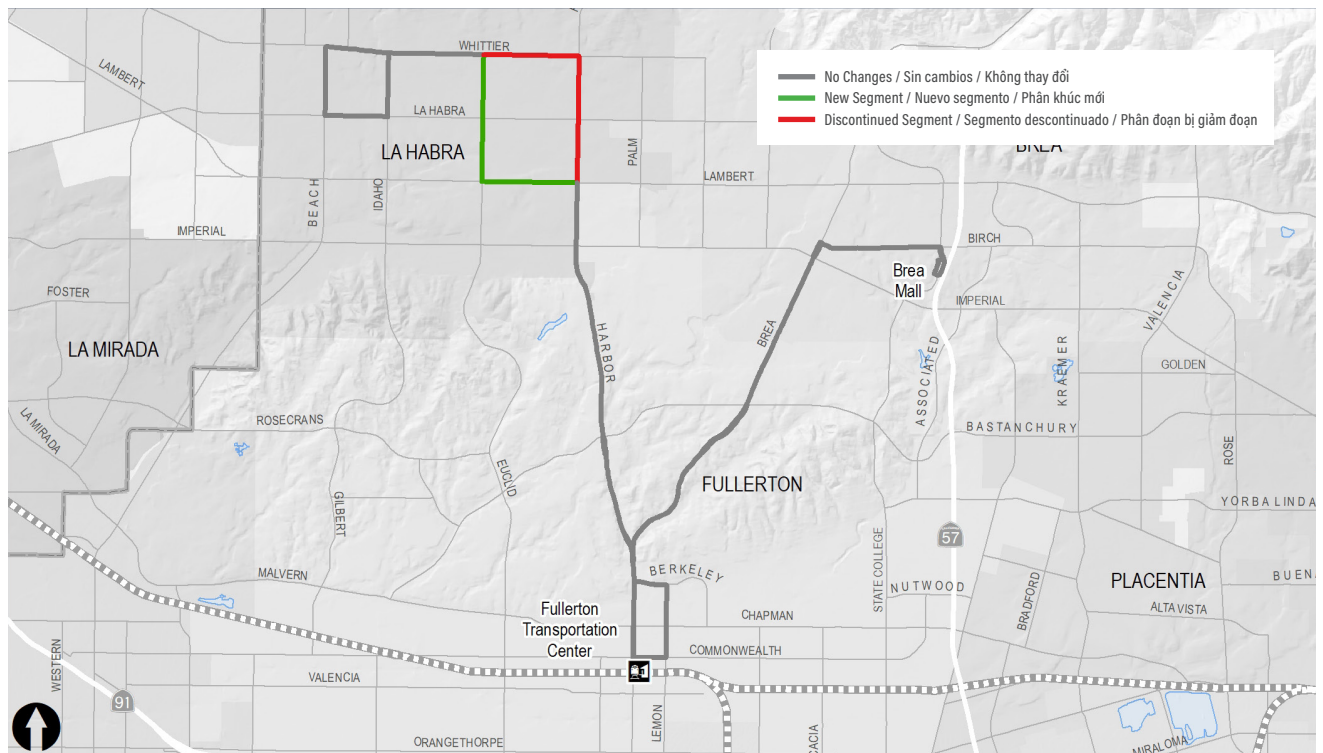 WHITTIER
LAMBERT
LA HABRA
LA HABRA
PALM
LAMBERT
BEACH
IDAHO
IMPERIAL
No Changes / Sin cambios / Không thay đổi
New Segment / Nuevo segmento / Phân khúc mới
Discontinued Segment / Segmento descontinuado / Phân đoạn bị giảm đoạn
BREA
BIRCH
Brea
Mall
IMPERIAL
VALENCIA
FOSTER
LA MIRADA
HARBOR
BREA
ASSOCIATED
KRAEMER
GOLDEN
LA MIRADA
ROSECRANS
EUCLID
GILBERT
BASTANCHURY
ROSE
FULLERTON
YORBA LINDA
57
STATE COLLEGE
NUTWOOD
BRADFORD
PLACENTIA
BUENA
ALTA VISTA
MALVERN
BERKELEY
CHAPMAN
Fullerton
Transportation
Center
COMMONWEALTH
WESTERN
VALENCIA
91
LEMON
ORANGETHORPE
ACACIA
MIRALOMA